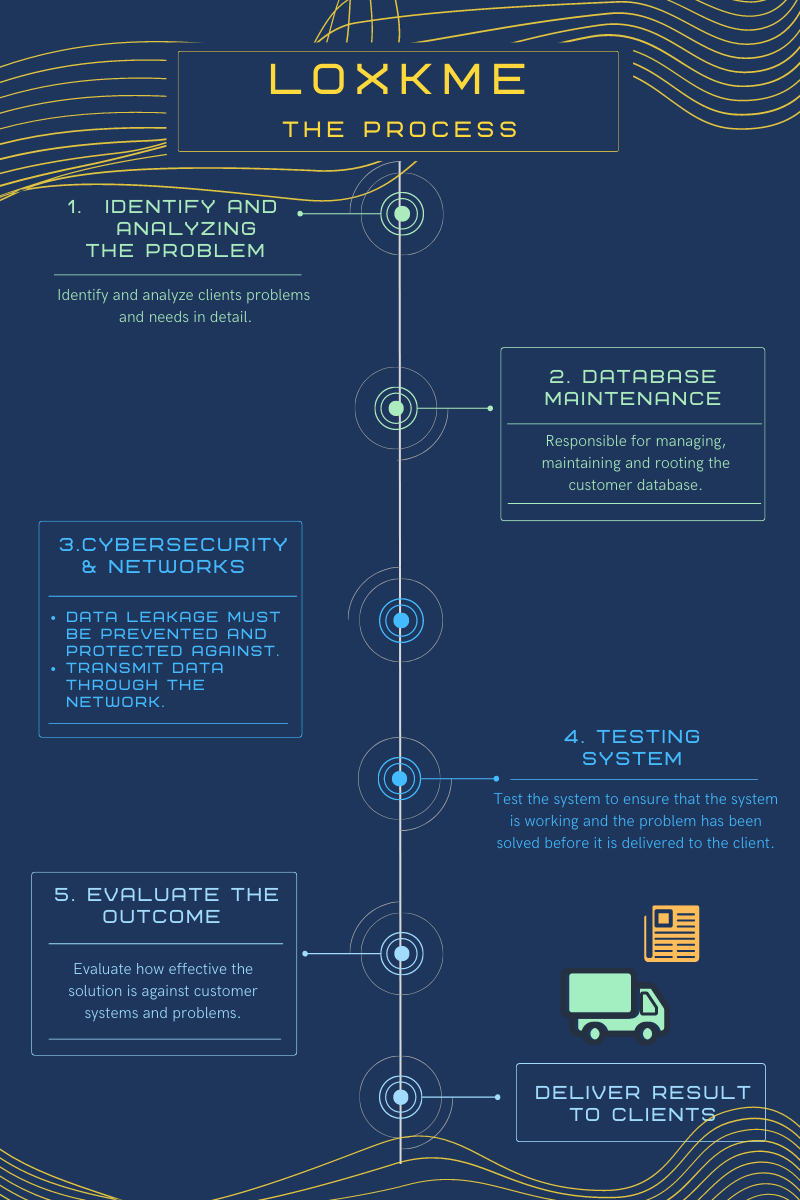 LOXKME
THE PROCESS
1. IDENTIFY AND
ANALYZING
THE PROBLEM
Identify and analyze clients problems
and needs in detail.
2. DATABASE
MAINTENANCE
Responsible for managing,
maintaining and rooting the
customer database.
3.CYBERSECURITY
& NETWORKS
• DATA LEAKAGE MUST
BE PREVENTED AND
PROTECTED AGAINST.
• TRANSMIT DATA
THROUGH THE
NETWORK.
4. TESTING
SYSTEM
Test the system to ensure that the system
is working and the problem has been
solved before it is delivered to the client.
5. EVALUATE THE
OUTCOME
Evaluate how effective the
solution is against customer
systems and problems.
DELIVER RESULT
TO CLIENTS